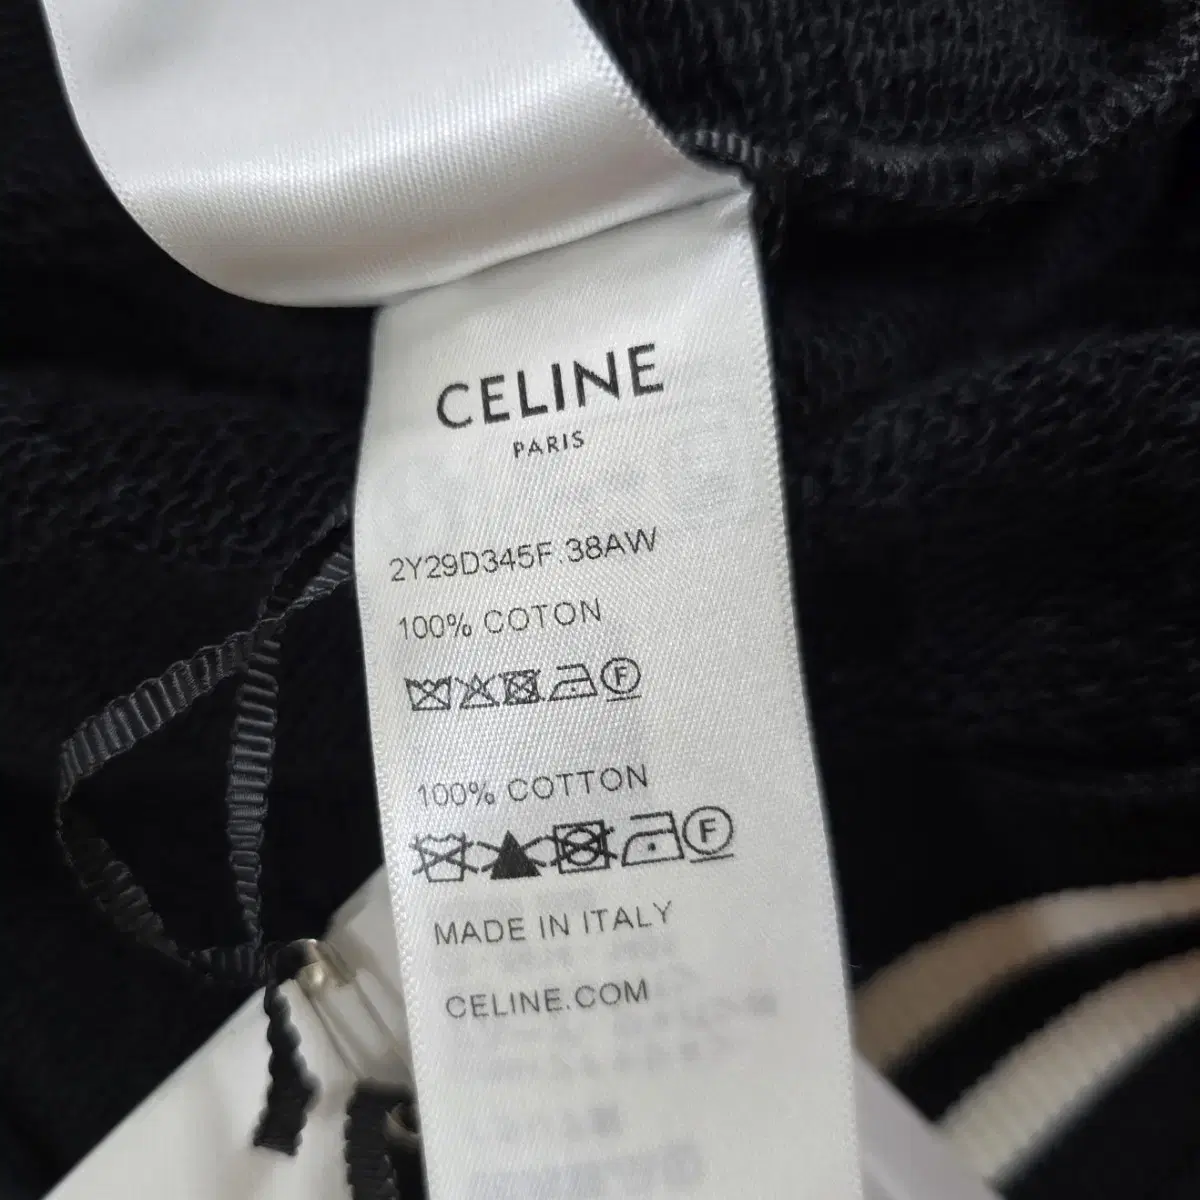 CELINE
PARIS
2Y29D345F.38AW
100% COTON
F
100% COTTON
F
MADE IN ITALY
CELINE.COM